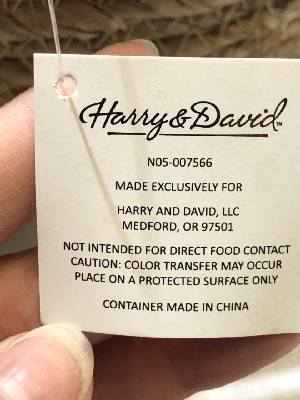 Harry & David™
N05-007566
MADE EXCLUSIVELY FOR
HARRY AND DAVID, LLC
MEDFORD, OR 97501
NOT INTENDED FOR DIRECT FOOD CONTACT
CAUTION: COLOR TRANSFER MAY OCCUR
PLACE ON A PROTECTED SURFACE ONLY
CONTAINER MADE IN CHINA